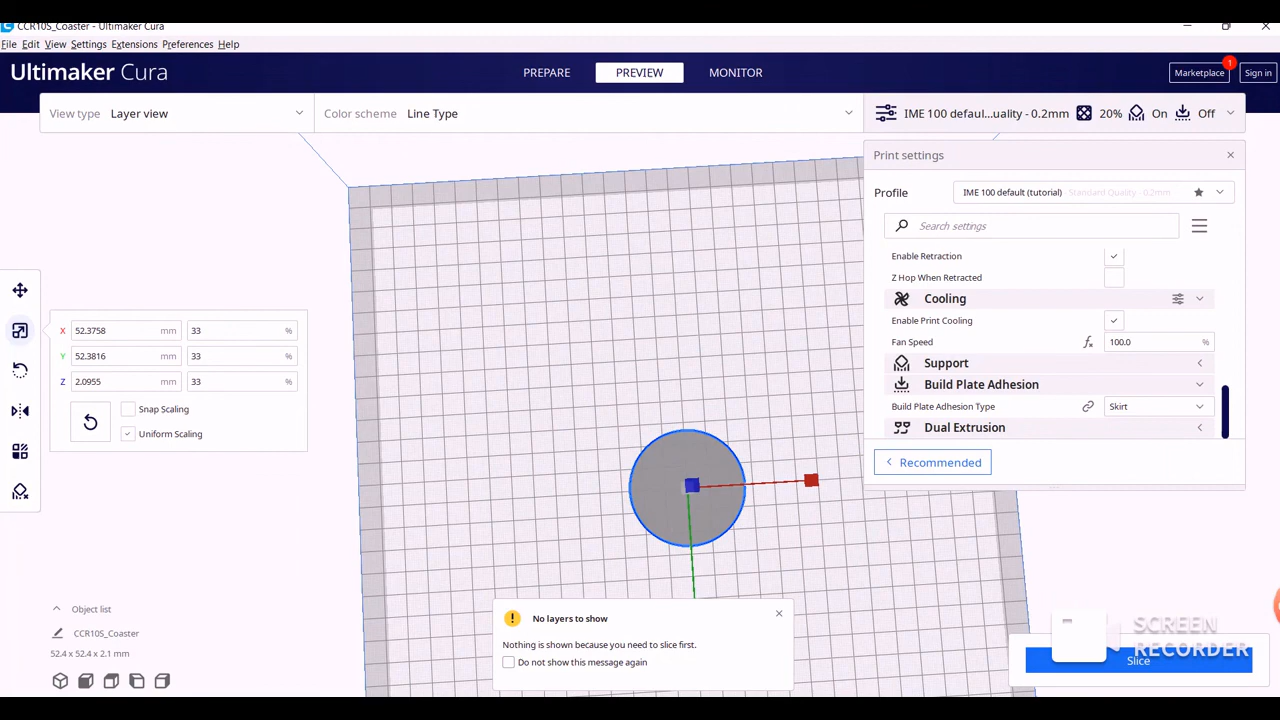 CCR10S_Coaster - Ultimaker Cura
File Edit View Settings Extensions Preferences Help
Ultimaker Cura
PREPARE
PREVIEW
MONITOR
1
Marketplace
Sign in
View type Layer view
Color scheme Line Type
IME 100 defaul...uality - 0.2mm
20%
On
Off
Print settings
Profile
IME 100 default (tutorial) - Standard Quality - 0.2mm
Search settings
Enable Retraction
Z Hop When Retracted
Cooling
Enable Print Cooling
Fan Speed
100.0 %
Support
Build Plate Adhesion
Build Plate Adhesion Type
Skirt
Dual Extrusion
Recommended
X 52.3758 mm 33 %
Y 52.3816 mm 33 %
Z 2.0955 mm 33 %
Snap Scaling
Uniform Scaling
No layers to show
Nothing is shown because you need to slice first.
Do not show this message again
Object list
CCR10S_Coaster
52.4 x 52.4 x 2.1 mm
SCREEN
RECORDER
Slice